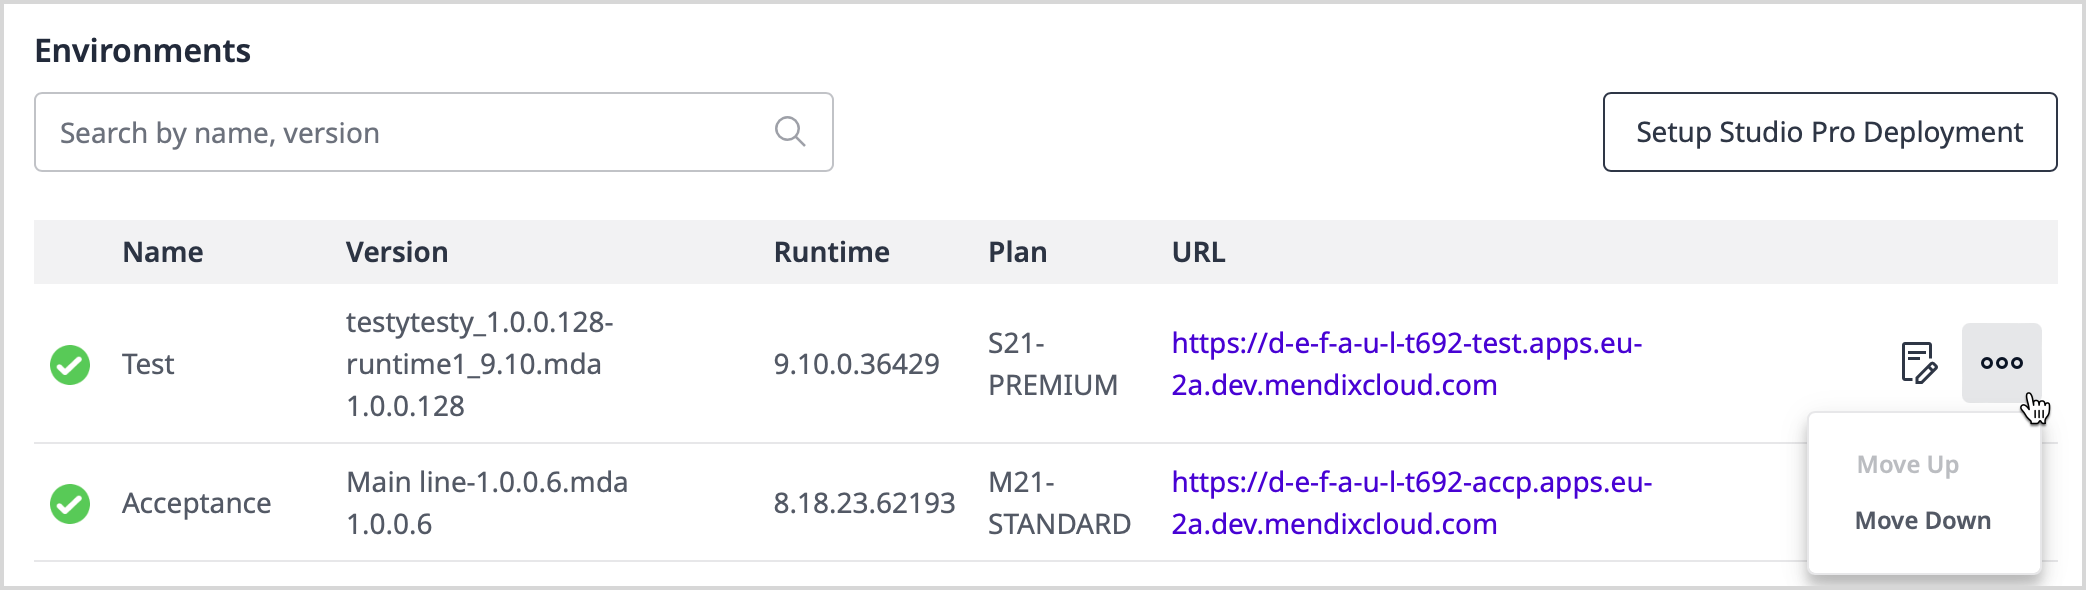 Environments
Search by name, version
Setup Studio Pro Deployment
Name Version Runtime Plan URL
testytesty_1.0.0.128-
runtime1_9.10.mda
1.0.0.128
Test
9.10.0.36429
S21-
PREMIUM
https://d-e-f-a-u-l-t692-test.apps.eu-
2a.dev.mendixcloud.com
Acceptance
Main line-1.0.0.6.mda
1.0.0.6
8.18.23.62193
M21-
STANDARD
https://d-e-f-a-u-l-t692-accp.apps.eu-
2a.dev.mendixcloud.com
Move Up
Move Down